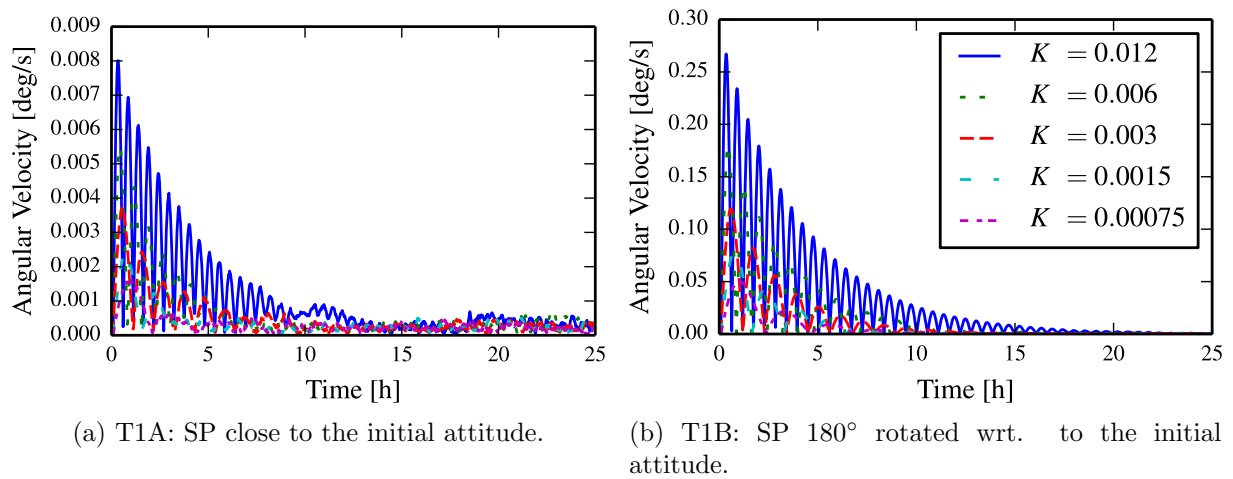 0.009
0.008
0.007
0.006
0.005
0.004
0.003
0.002
0.001
0.000
Angular Velocity [deg/s]
0 5 10 15 20 25
Time [h]
(a) T1A: SP close to the initial attitude.
0.30
0.25
0.20
0.15
0.10
0.05
0.00
Angular Velocity [deg/s]
K = 0.012
K = 0.006
K = 0.003
K = 0.0015
K = 0.00075
0 5 10 15 20 25
Time [h]
(b) T1B: SP 180° rotated wrt. to the initial
attitude.